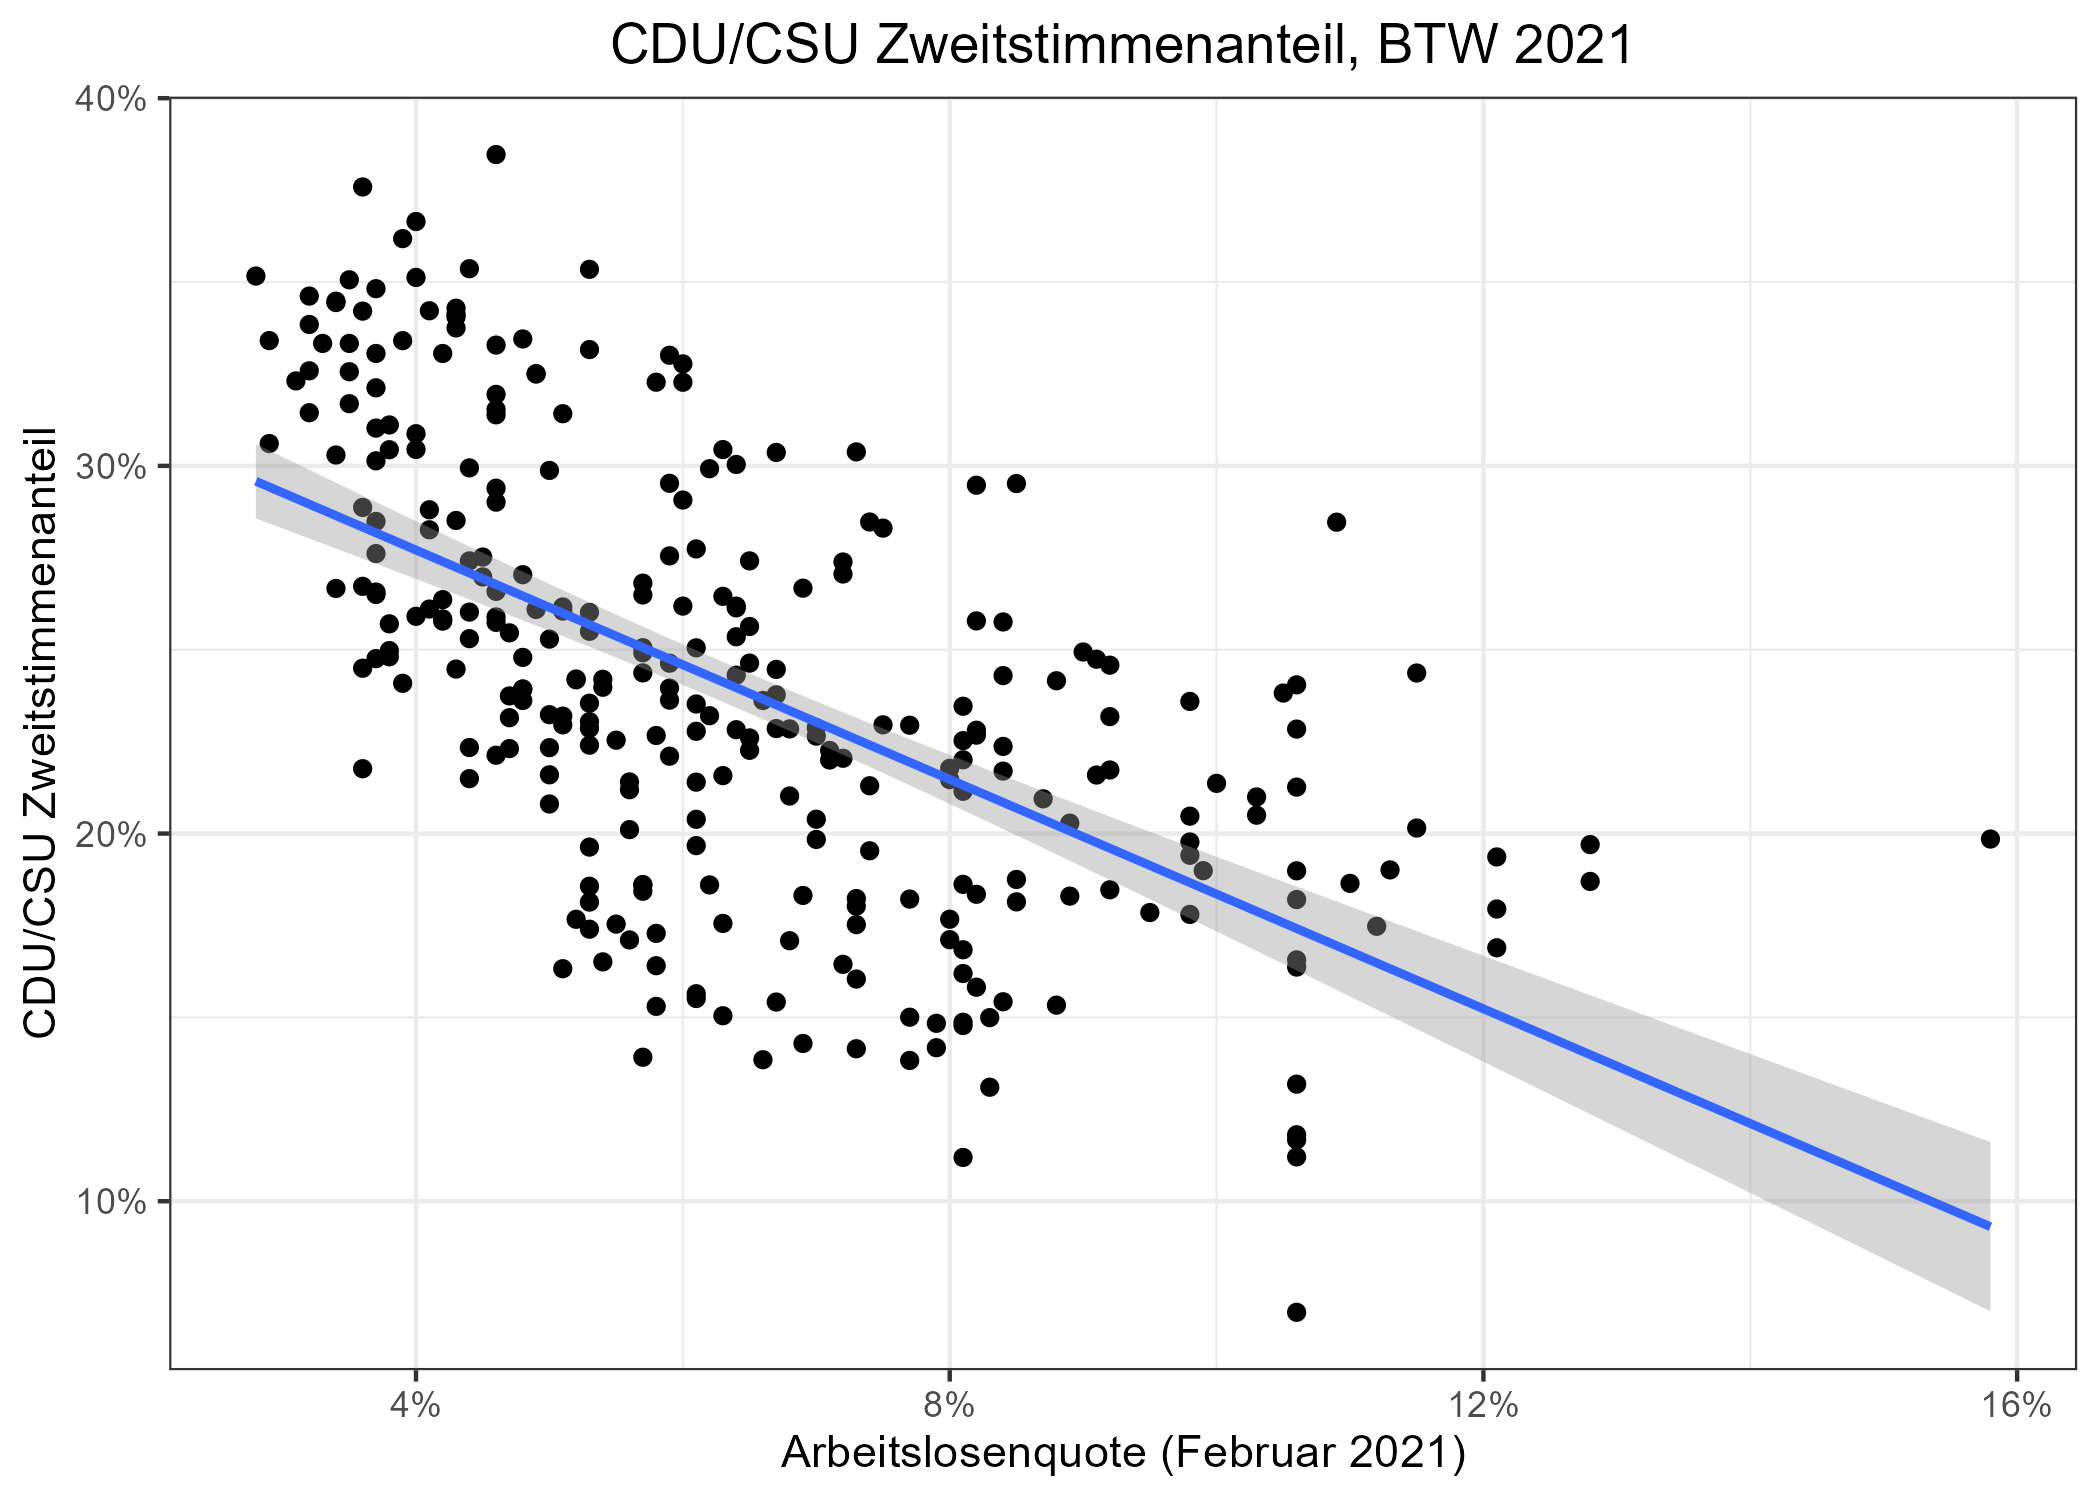 CDU/CSU Zweitstimmenanteil, BTW 2021
CDU/CSU Zweitstimmenanteil
40%
30%
20%
10%
4%
8%
12%
16%
Arbeitslosenquote (Februar 2021)